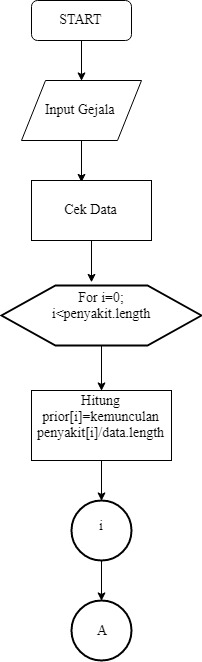 START
Input Gejala
Cek Data
For i=0;
i<penyakit.length
Hitung
prior[i]=kemunculan
penyakit[i]/data.length
i
A